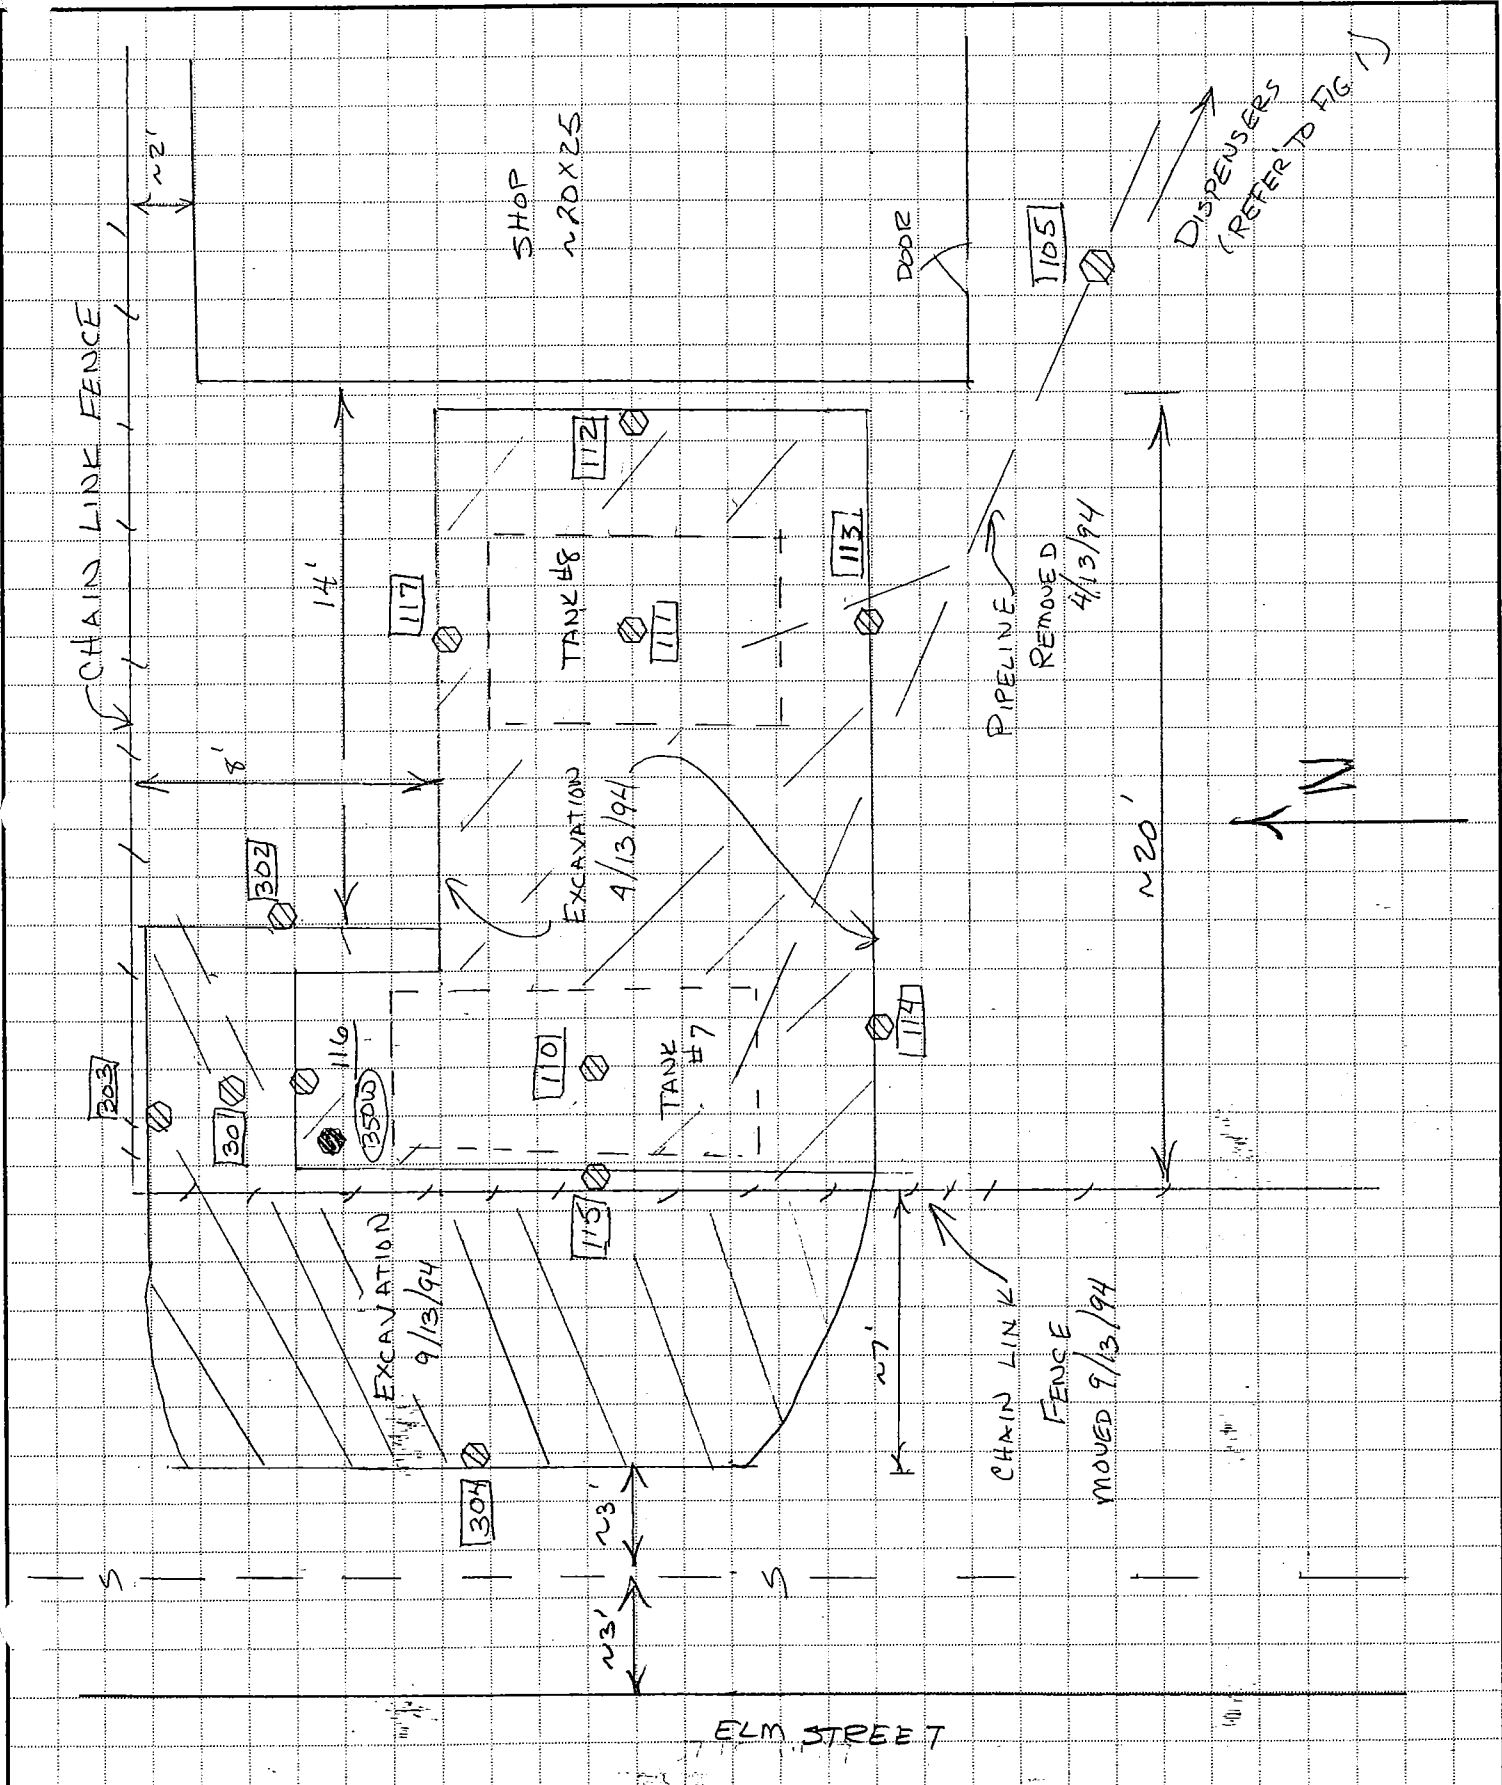 CHAIN LINK FENCE
~2'
SHOP
~20X25
DOOR
105
DISPENSERS
(REFER TO FIG 1)
14'
112
117
TANK #8
111
113
PIPELINE
REMOVED
4/13/94
8'
EXCAVATION
4/13/94
302
N
~20'
303
301
116
350W
110
TANK
#7
114
115
EXCAVATION
9/13/94
~7'
CHAIN LINK
FENCE
MOVED 9/13/94
304
~3'
S
S
~3'
ELM STREET